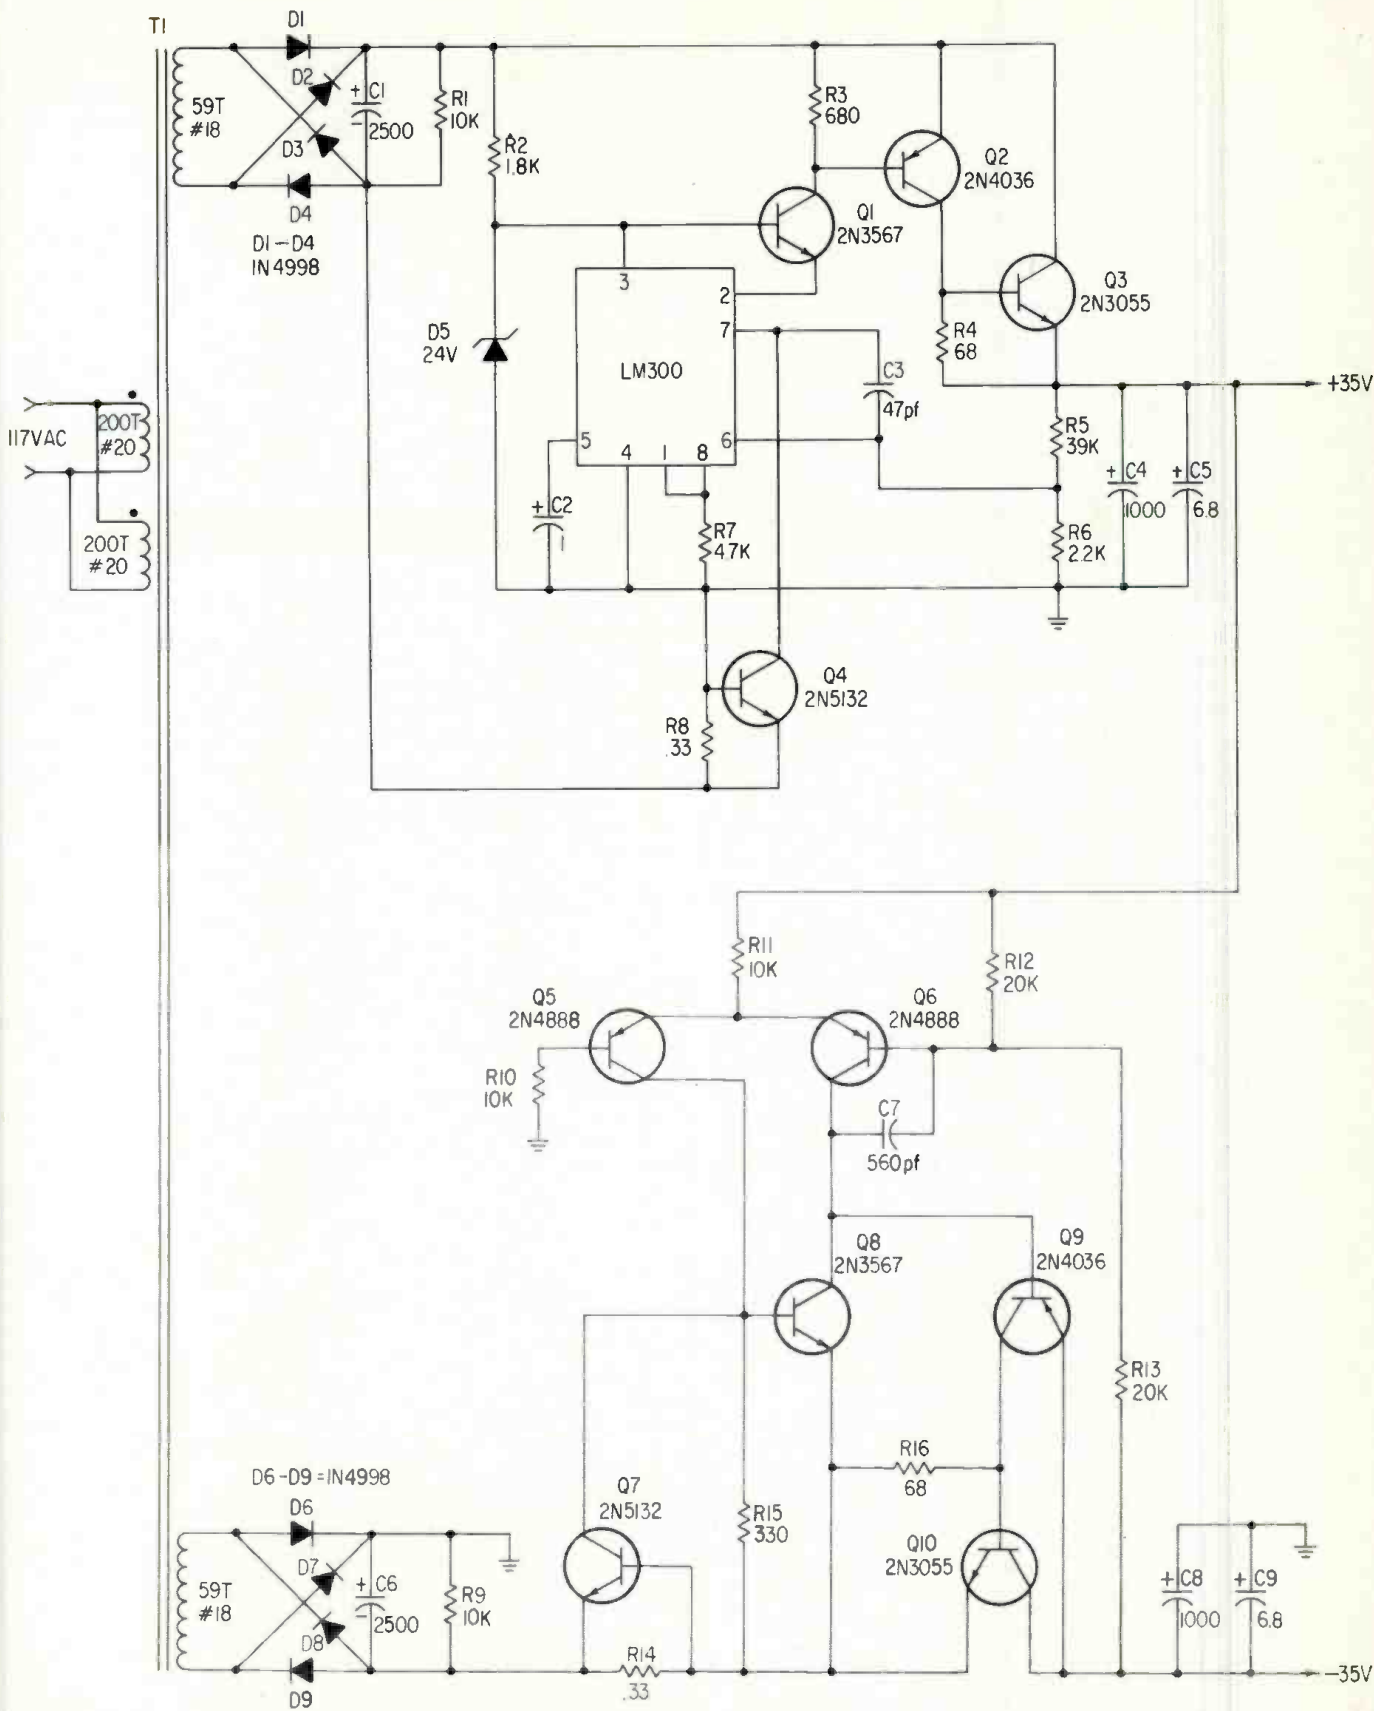 T1
D1
D2
59T
#18
+ C1
- 2500
R1
10K
D3
D4
D1-D4
1N4998
R2
1.8K
R3
680
Q2
2N4036
Q1
2N3567
Q3
2N3055
3
2
D5
24V
7
R4
68
LM300
C3
47pf
+35V
117VAC
200T
#20
200T
#20
5
4
1
8
6
R5
39K
+ C4
1000
+ C5
6.8
+ C2
1
R7
4.7K
R6
2.2K
Q4
2N5132
R8
.33
R11
10K
R12
20K
Q5
2N4888
Q6
2N4888
R10
10K
C7
560pf
Q8
2N3567
Q9
2N4036
R13
20K
R16
68
D6-D9=1N4998
D6
Q7
2N5132
R15
330
Q10
2N3055
59T
#18
D7
+ C6
- 2500
R9
10K
D8
D9
R14
.33
+ C8
1000
+ C9
6.8
-35V